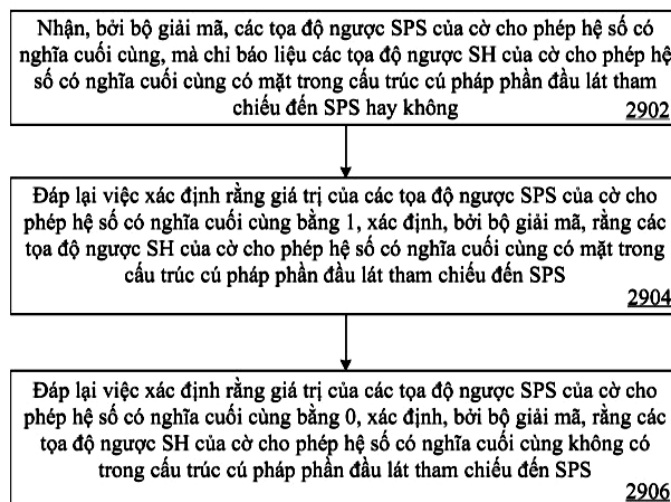 Nhận, bởi bộ giải mã, các tọa độ ngược SPS của cờ cho phép hệ số có
nghĩa cuối cùng, mà chỉ báo liệu các tọa độ ngược SH của cờ cho phép hệ
số có nghĩa cuối cùng có mặt trong cấu trúc cú pháp phần đầu lát tham
chiếu đến SPS hay không
2902
Đáp lại việc xác định rằng giá trị của các tọa độ ngược SPS của cờ cho
phép hệ số có nghĩa cuối cùng bằng 1, xác định, bởi bộ giải mã, rằng các
tọa độ ngược SH của cờ cho phép hệ số có nghĩa cuối cùng có mặt trong
cấu trúc cú pháp phần đầu lát tham chiếu đến SPS
2904
Đáp lại việc xác định rằng giá trị của các tọa độ ngược SPS của cờ cho
phép hệ số có nghĩa cuối cùng bằng 0, xác định, bởi bộ giải mã, rằng các
tọa độ ngược SH của cờ cho phép hệ số có nghĩa cuối cùng không có
trong cấu trúc cú pháp phần đầu lát tham chiếu đến SPS
2906